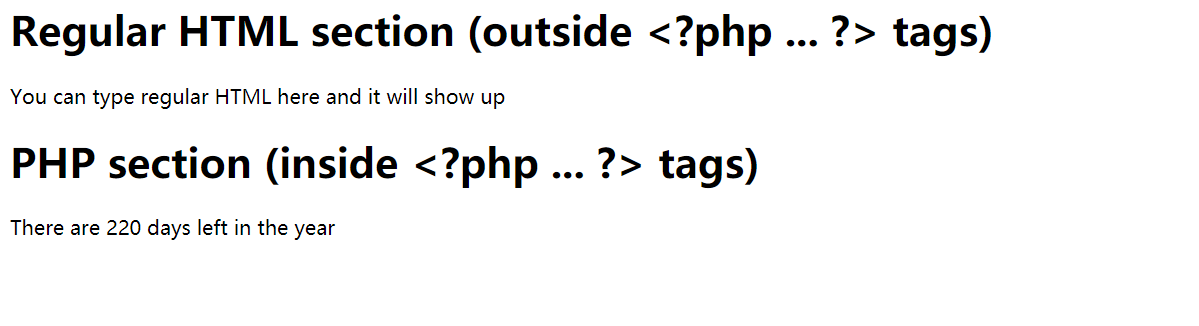 Regular HTML section (outside <?php ... ?> tags)
You can type regular HTML here and it will show up
PHP section (inside <?php ... ?> tags)
There are 220 days left in the year